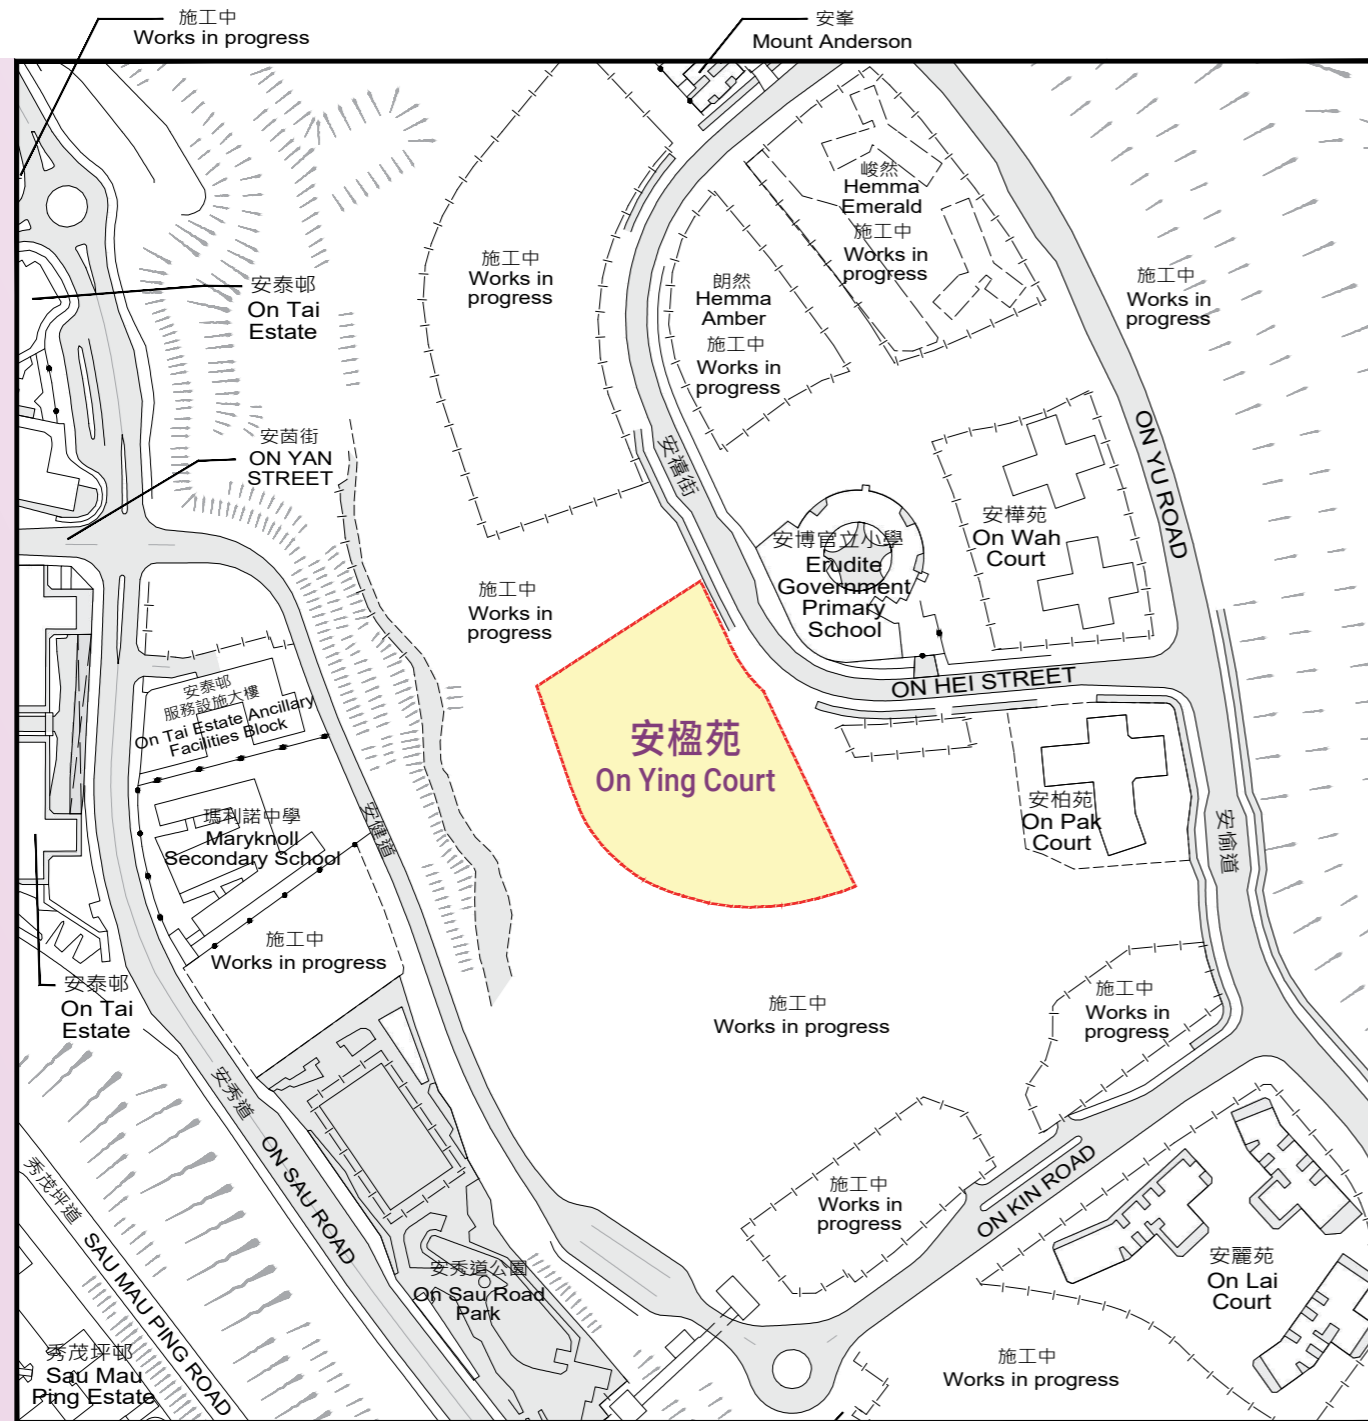 施工中
Works in progress
安峯
Mount Anderson
峻然
Hemma
Emerald
施工中
Works in
progress
施工中
Works in
progress
朗然
Hemma
Amber
施工中
Works in
progress
施工中
Works in
progress
安泰邨
On Tai
Estate
安茵街
ON YAN
STREET
安禧街
ON YU ROAD
安博官立小學
Erudite
Government
Primary
School
安樺苑
On Wah
Court
施工中
Works in
progress
ON HEI STREET
安泰邨
服務設施大樓
On Tai Estate Ancillary
Facilities Block
安楹苑
On Ying Court
安柏苑
On Pak
Court
安愉道
瑪利諾中學
Maryknoll
Secondary School
安健道
施工中
Works in progress
安泰邨
On Tai
Estate
施工中
Works in progress
施工中
Works in
progress
安秀道
ON SAU ROAD
秀茂坪道
SAU MAU PING ROAD
施工中
Works in
progress
ON KIN ROAD
安秀道公園
On Sau Road
Park
安麗苑
On Lai
Court
秀茂坪邨
Sau Mau
Ping Estate
施工中
Works in progress